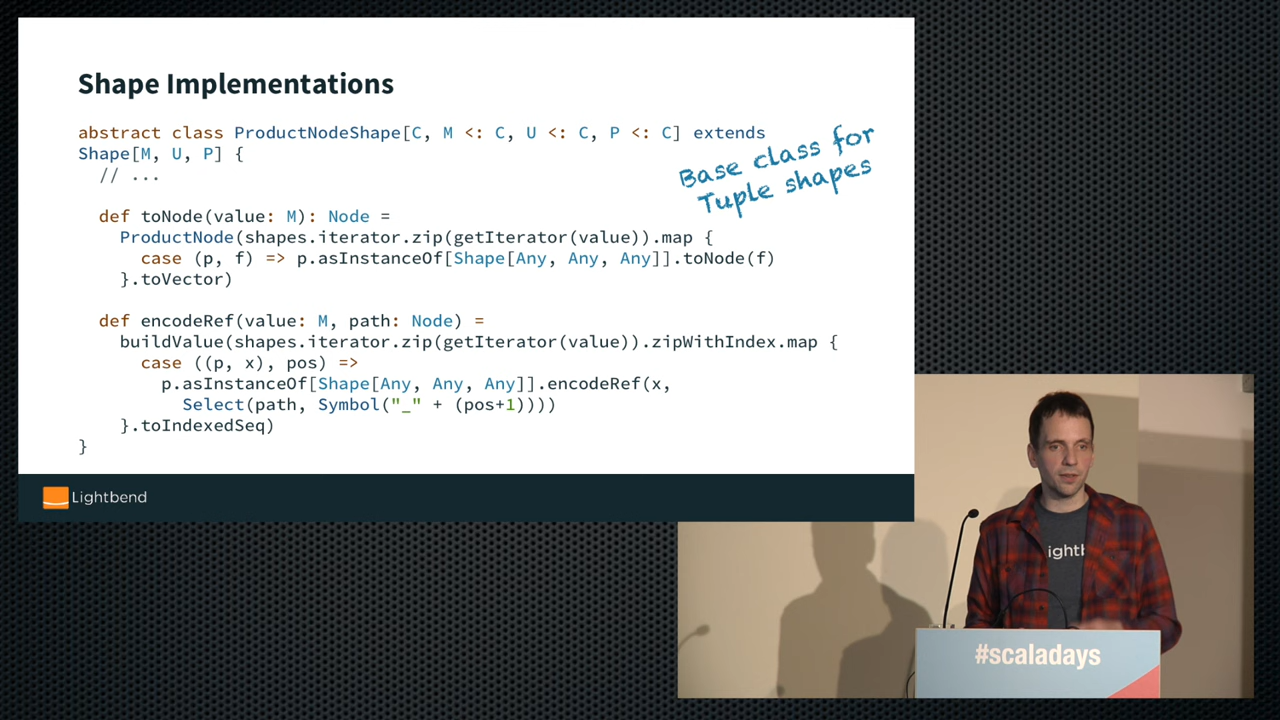 Shape Implementations
abstract class ProductNodeShape[C, M <: C, U <: C, P <: C] extends
Shape[M, U, P] {
// ...
Base class for
Tuple shapes
def toNode(value: M): Node =
ProductNode(shapes.iterator.zip(getIterator(value)).map {
case (p, f) => p.asInstanceOf[Shape[Any, Any, Any]].toNode(f)
}.toVector)
def encodeRef(value: M, path: Node) =
buildValue(shapes.iterator.zip(getIterator(value)).zipWithIndex.map {
case ((p, x), pos) =>
p.asInstanceOf[Shape[Any, Any, Any]].encodeRef(x,
Select(path, Symbol("_" + (pos+1))))
}.toIndexedSeq)
}
Lightbend
ightb
#scaladays